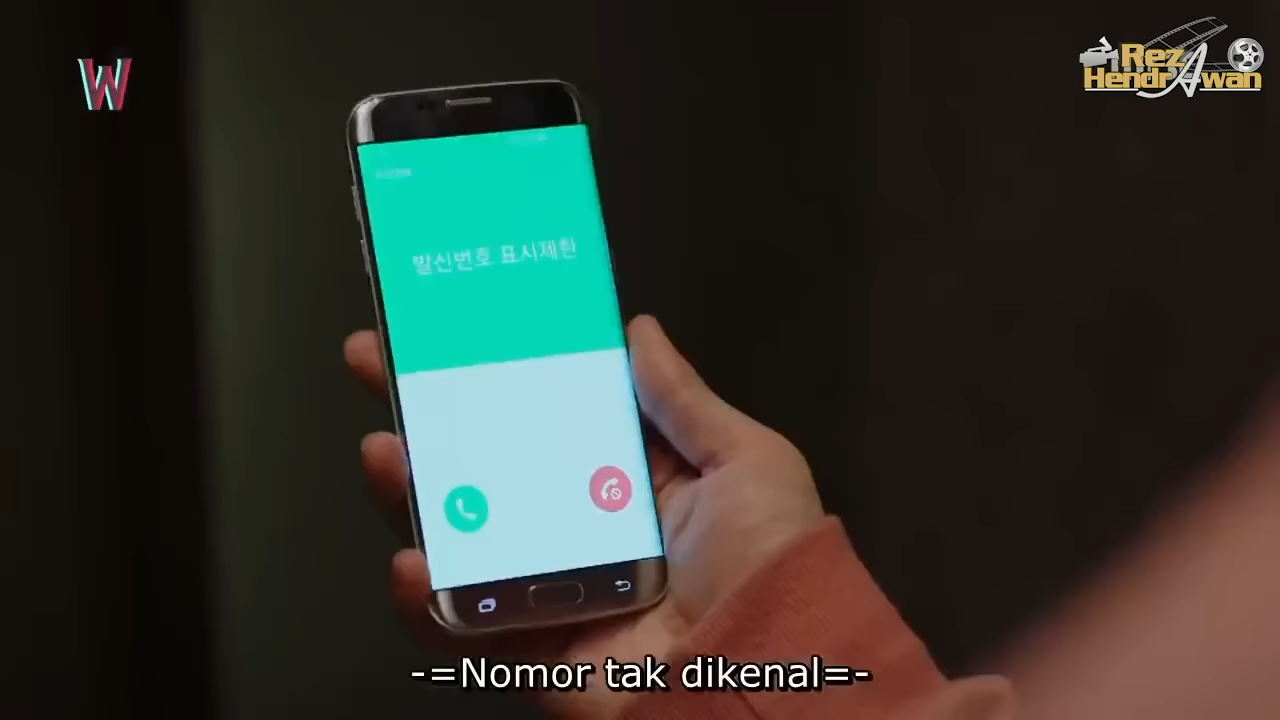 W
Rez
HendrAwan
발신번호 표시제한
-=Nomor tak dikenal=-